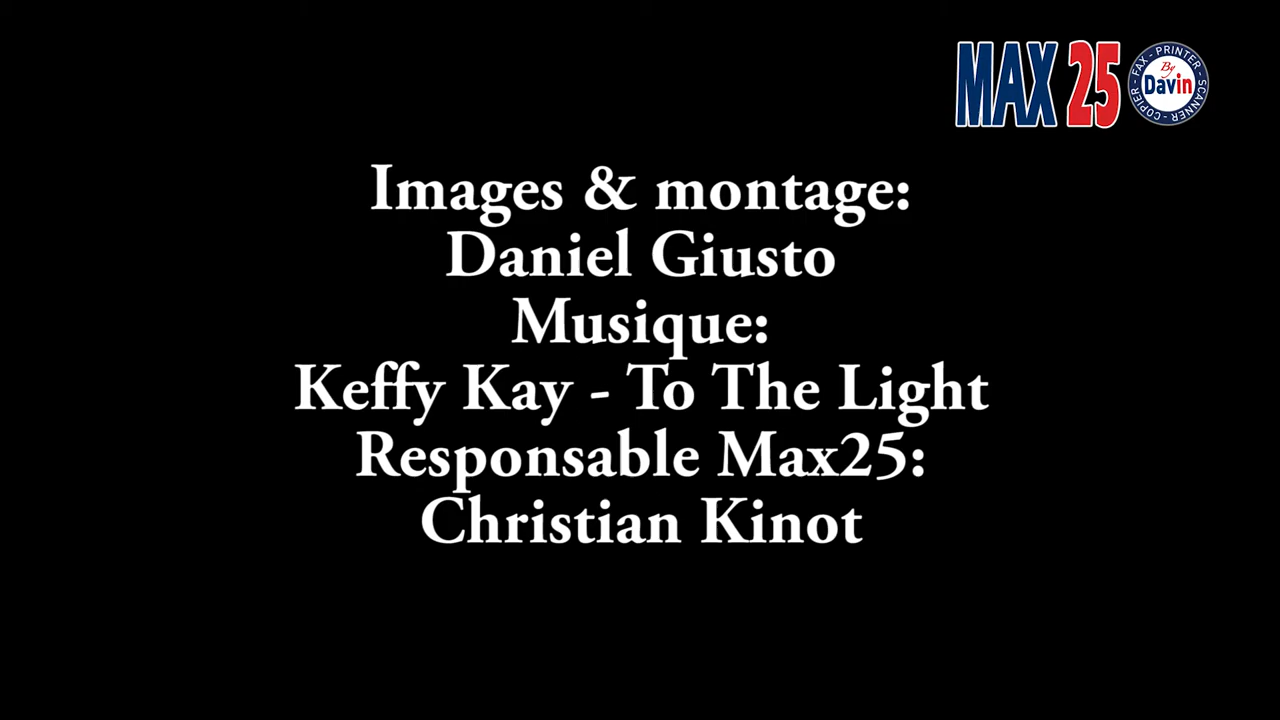 MAX 25
FAX - PRINTER - SCANNER - COPIER -
By
Davin
Images & montage:
Daniel Giusto
Musique:
Keffy Kay - To The Light
Responsable Max25:
Christian Kinot